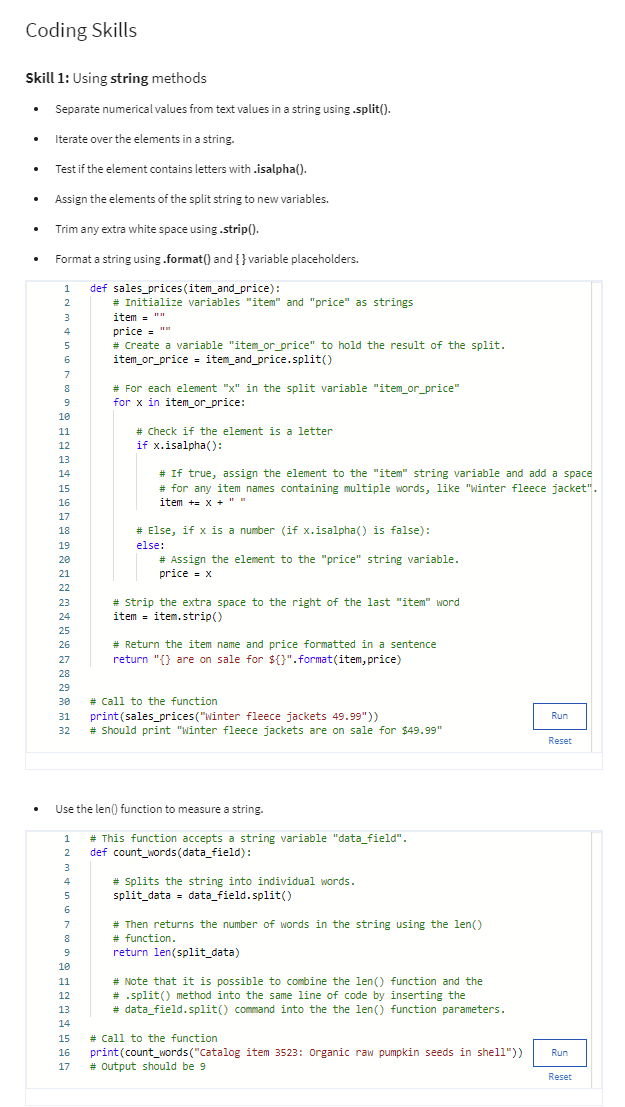 Coding Skills
Skill 1: Using string methods
• Separate numerical values from text values in a string using .split().
• Iterate over the elements in a string.
• Test if the element contains letters with .isalpha().
• Assign the elements of the split string to new variables.
• Trim any extra white space using .strip().
• Format a string using .format() and { } variable placeholders.
1 def sales_prices(item_and_price):
2 # Initialize variables "item" and "price" as strings
3 item = ""
4 price = ""
5 # Create a variable "item_or_price" to hold the result of the split.
6 item_or_price = item_and_price.split()
7
8 # For each element "x" in the split variable "item_or_price"
9 for x in item_or_price:
10
11 # Check if the element is a letter
12 if x.isalpha():
13
14 # If true, assign the element to the "item" string variable and add a space
15 # for any item names containing multiple words, like "Winter fleece jacket".
16 item += x + " "
17
18 # Else, if x is a number (if x.isalpha() is false):
19 else:
20 # Assign the element to the "price" string variable.
21 price = x
22
23 # Strip the extra space to the right of the last "item" word
24 item = item.strip()
25
26 # Return the item name and price formatted in a sentence
27 return "{} are on sale for ${}".format(item,price)
28
29
30 # Call to the function
31 print(sales_prices("Winter fleece jackets 49.99"))
Run
32 # Should print "Winter fleece jackets are on sale for $49.99"
Reset
• Use the len() function to measure a string.
1 # This function accepts a string variable "data_field".
2 def count_words(data_field):
3
4 # Splits the string into individual words.
5 split_data = data_field.split()
6
7 # Then returns the number of words in the string using the len()
8 # function.
9 return len(split_data)
10
11 # Note that it is possible to combine the len() function and the
12 # .split() method into the same line of code by inserting the
13 # data_field.split() command into the the len() function parameters.
14
15 # Call to the function
16 print(count_words("Catalog item 3523: Organic raw pumpkin seeds in shell"))
Run
17 # Output should be 9
Reset